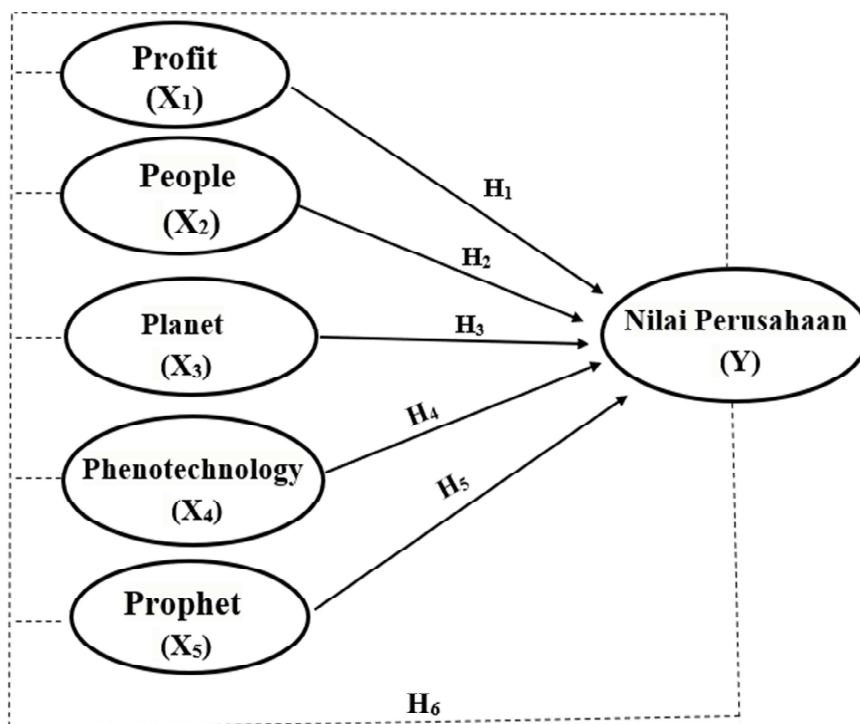 Profit
(X₁)
H₁
People
(X₂)
H₂
Planet
(X₃)
H₃
Nilai Perusahaan
(Y)
Phenotechnology
(X₄)
H₄
Prophet
(X₅)
H₅
H₆